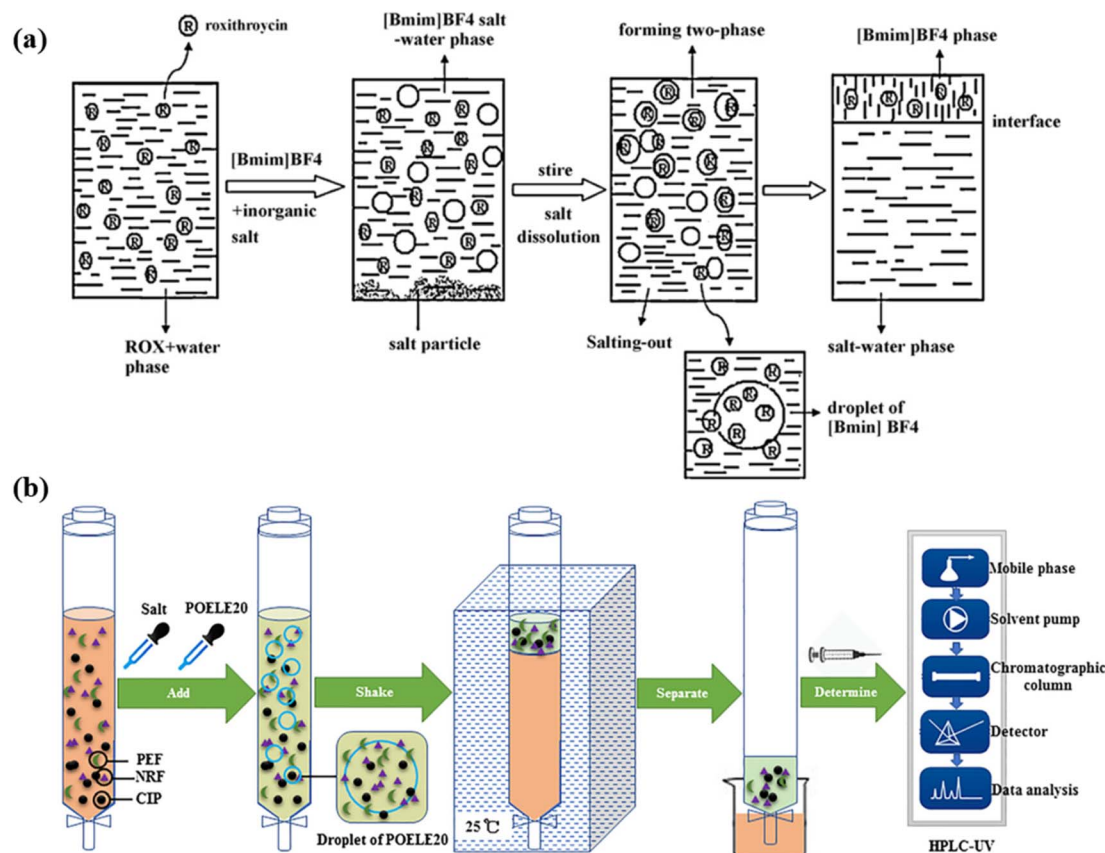 (a)
roxithroycin
[Bmim]BF4 salt
-water phase
forming two-phase
[Bmim]BF4 phase
interface
[Bmim]BF4
+inorganic
salt
stire
salt
dissolution
ROX+water
phase
salt particle
Salting-out
salt-water phase
droplet of
[Bmin] BF4
(b)
Salt
POELE20
Add
Shake
Separate
Determine
PEF
NRF
CIP
Droplet of POELE20
25℃
Mobile phase
Solvent pump
Chromatographic
column
Detector
Data analysis
HPLC-UV